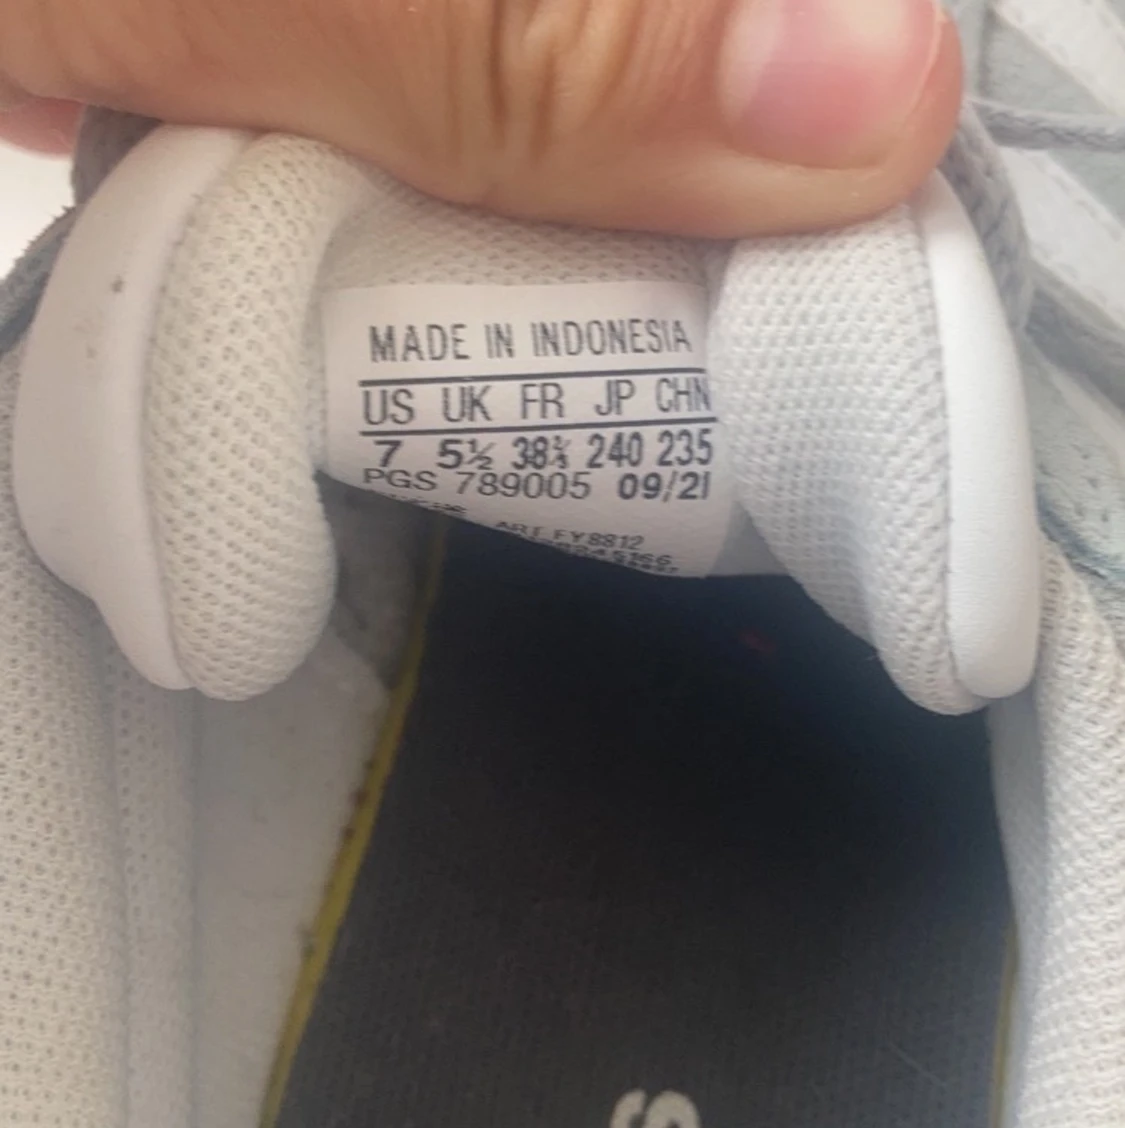 MADE IN INDONESIA
US UK FR JP CHN
7 5½ 38⅔ 240 235
PGS 789005 09/21
ART FY8812
S